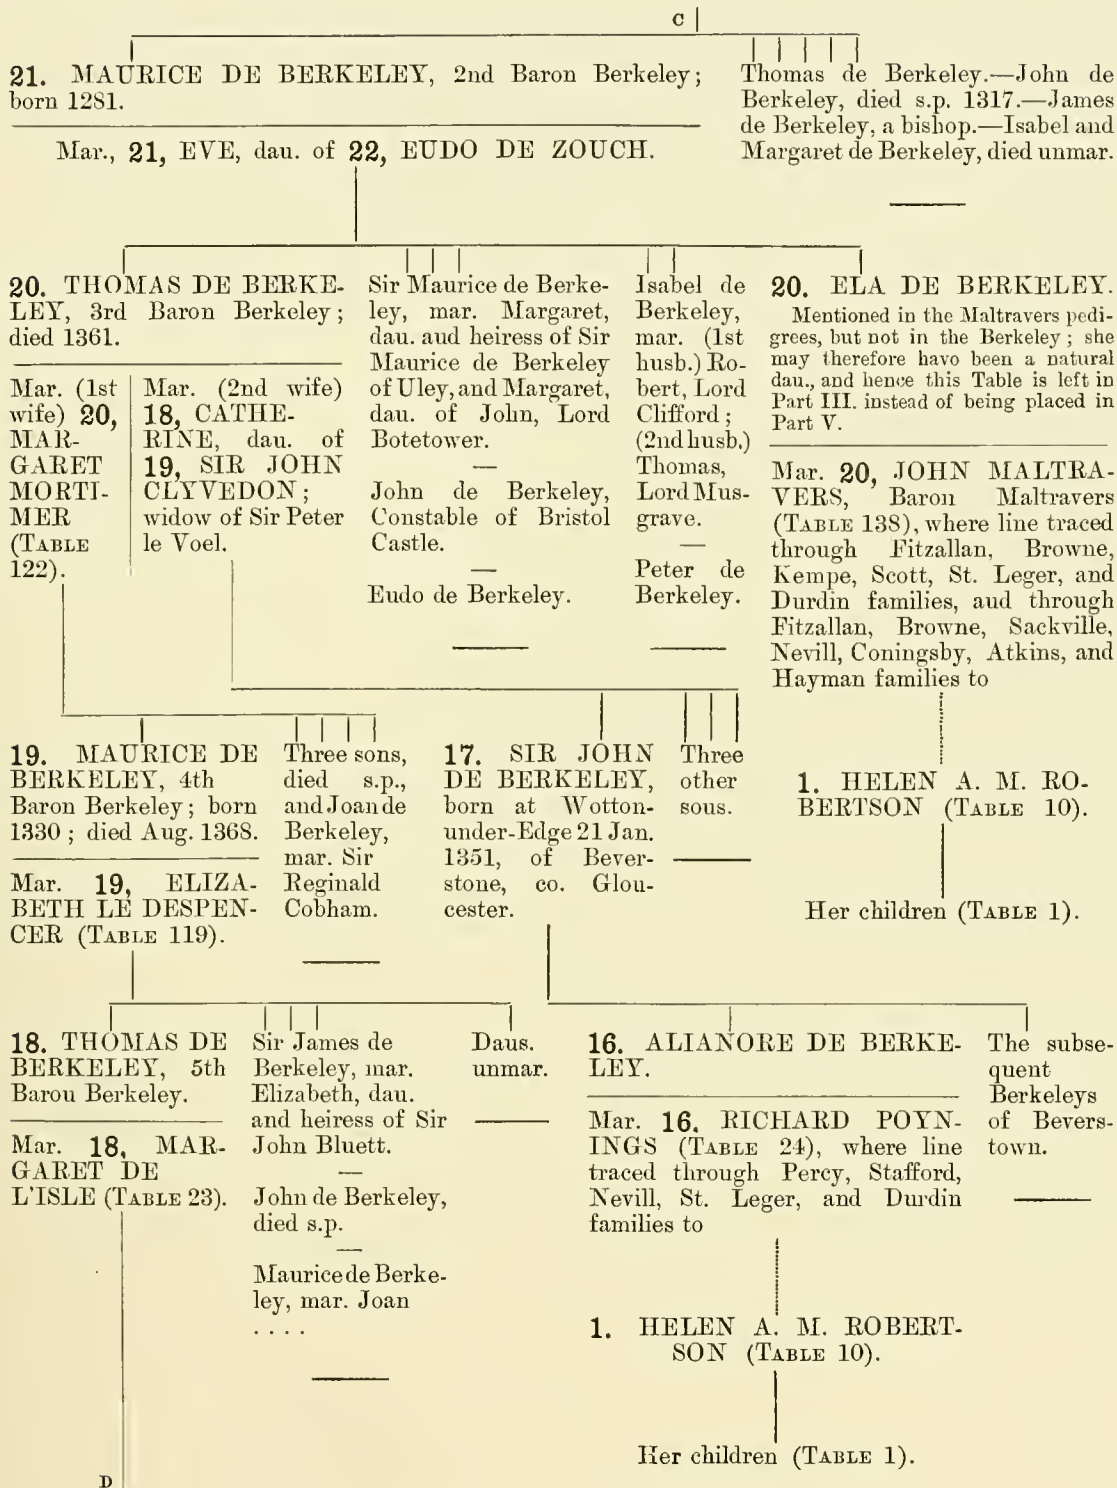 C
21. MAURICE DE BERKELEY, 2nd Baron Berkeley;
born 1281.
Mar., 21, EVE, dau. of 22, EUDO DE ZOUCH.
Thomas de Berkeley.—John de
Berkeley, died s.p. 1317.—James
de Berkeley, a bishop.—Isabel and
Margaret de Berkeley, died unmar.
20. THOMAS DE BERKE-
LEY, 3rd Baron Berkeley;
died 1361.
Mar. (1st
wife) 20,
MAR-
GARET
MORTI-
MER
(TABLE
122).
Mar. (2nd wife)
18, CATHE-
RINE, dau. of
19, SIR JOHN
CLYVEDON;
widow of Sir Peter
le Voel.
Sir Maurice de Berke-
ley, mar. Margaret,
dau. and heiress of Sir
Maurice de Berkeley
of Uley, and Margaret,
dau. of John, Lord
Botetower.
—
John de Berkeley,
Constable of Bristol
Castle.
—
Eudo de Berkeley.
Isabel de
Berkeley,
mar. (1st
husb.) Ro-
bert, Lord
Clifford;
(2nd husb.)
Thomas,
Lord Mus-
grave.
—
Peter de
Berkeley.
20. ELA DE BERKELEY.
Mentioned in the Maltravers pedi-
grees, but not in the Berkeley; she
may therefore havo been a natural
dau., and hence this Table is left in
Part III. instead of being placed in
Part V.
Mar. 20, JOHN MALTRA-
VERS, Baron Maltravers
(TABLE 138), where line traced
through Fitzallan, Browne,
Kempe, Scott, St. Leger, and
Durdin families, and through
Fitzallan, Browne, Sackville,
Nevill, Coningsby, Atkins, and
Hayman families to
1. HELEN A. M. RO-
BERTSON (TABLE 10).
Her children (TABLE 1).
19. MAURICE DE
BERKELEY, 4th
Baron Berkeley; born
1330; died Aug. 1368.
Mar. 19, ELIZA-
BETH LE DESPEN-
CER (TABLE 119).
Three sons,
died s.p.,
and Joan de
Berkeley,
mar. Sir
Reginald
Cobham.
17. SIR JOHN
DE BERKELEY,
born at Wotton-
under-Edge 21 Jan.
1351, of Bever-
stone, co. Glou-
cester.
Three
other
sons.
18. THOMAS DE
BERKELEY, 5th
Baron Berkeley.
Mar. 18, MAR-
GARET DE
L'ISLE (TABLE 23).
Sir James de
Berkeley, mar.
Elizabeth, dau.
and heiress of Sir
John Bluett.
—
John de Berkeley,
died s.p.
—
Maurice de Berke-
ley, mar. Joan
. . . .
Daus.
unmar.
16. ALIANORE DE BERKE-
LEY.
Mar. 16, RICHARD POYN-
INGS (TABLE 24), where line
traced through Percy, Stafford,
Nevill, St. Leger, and Durdin
families to
1. HELEN A. M. ROBERT-
SON (TABLE 10).
Her children (TABLE 1).
The subse-
quent
Berkeleys
of Bevers-
town.
D